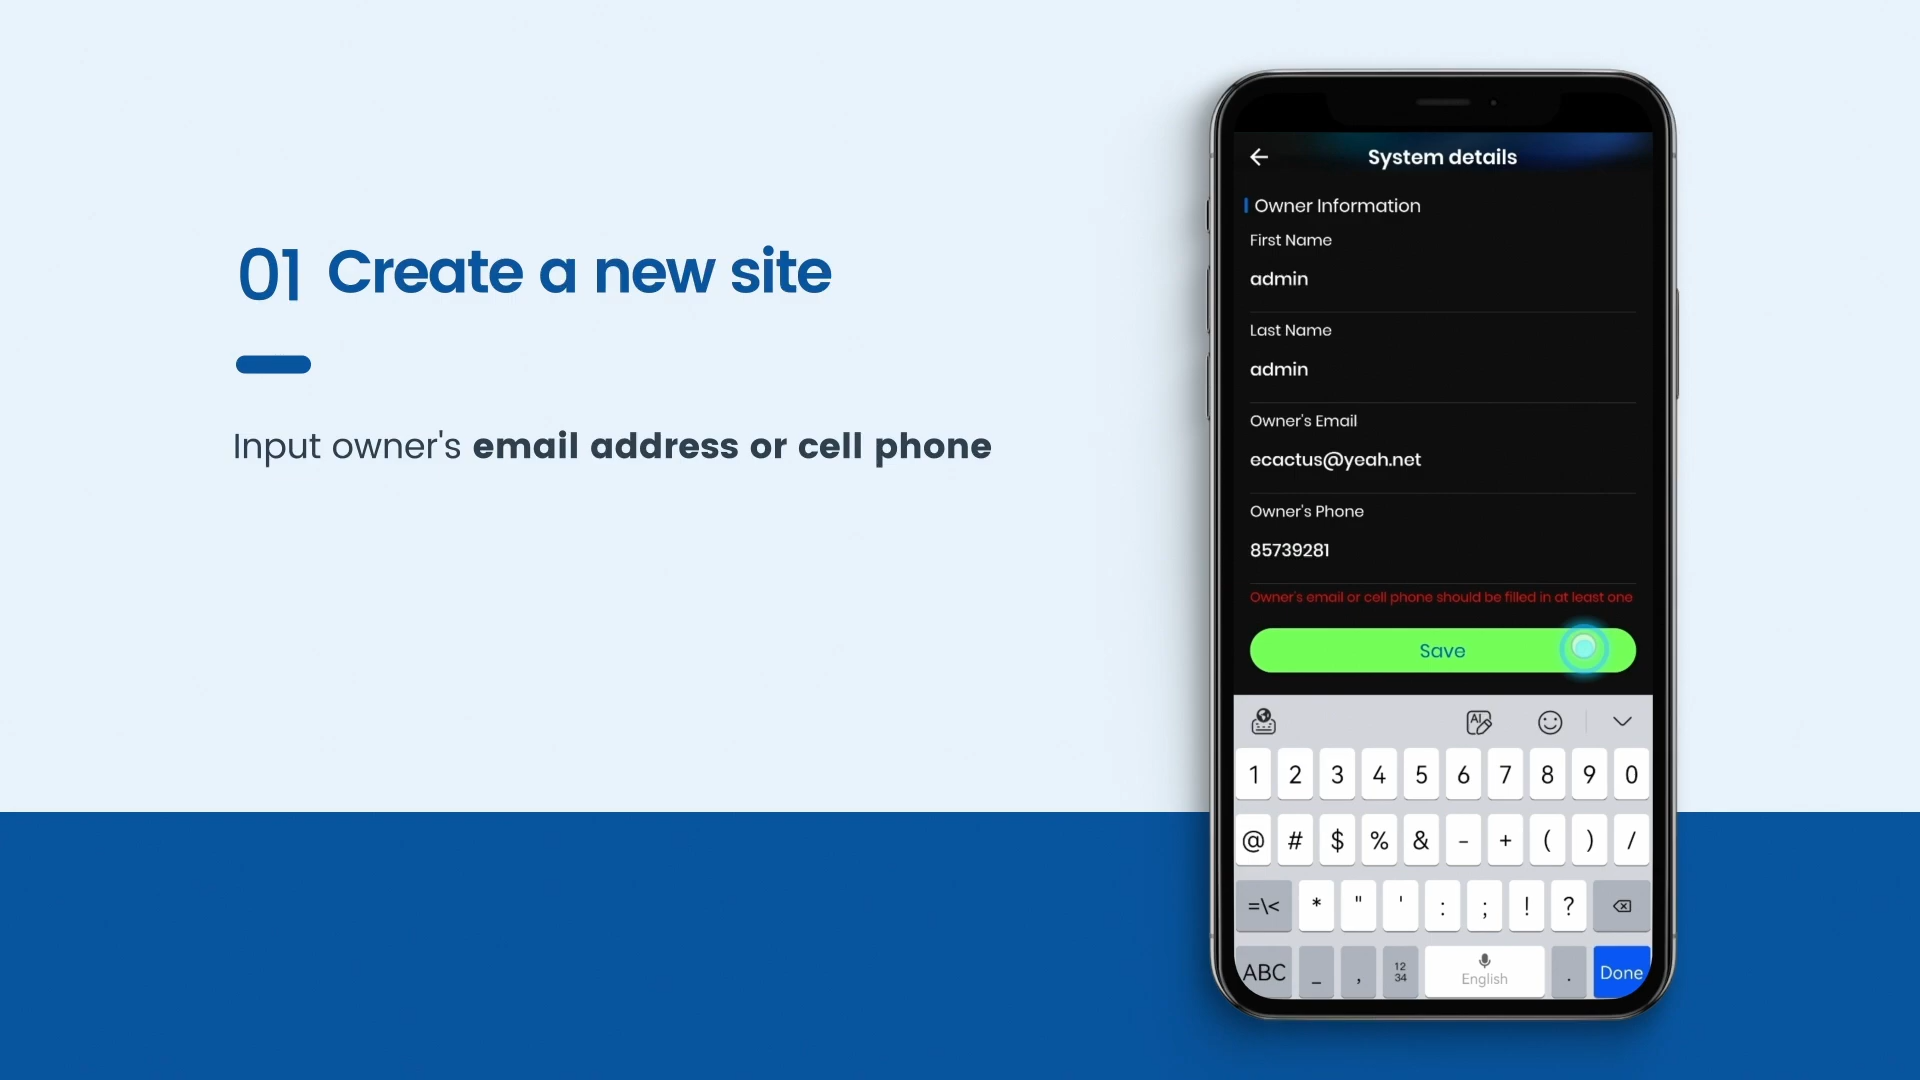 01 Create a new site
Input owner's email address or cell phone
System details
Owner Information
First Name
admin
Last Name
admin
Owner's Email
ecactus@yeah.net
Owner's Phone
85739281
Owner's email or cell phone should be filled in at least one
Save
AI
1 2 3 4 5 6 7 8 9 0
@ # $ % & - + ( ) /
=\< * " ' : ; ! ?
ABC _ , 12 34 English . Done